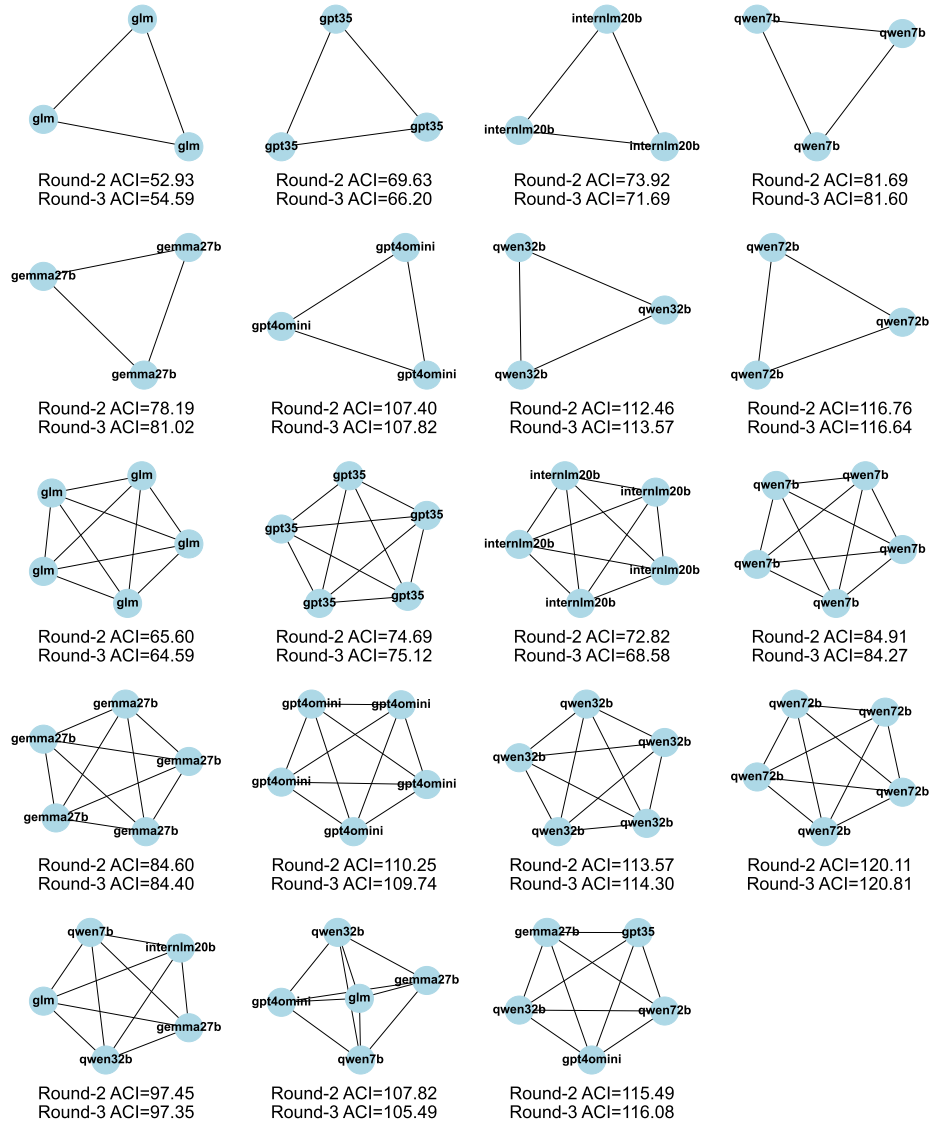 glm
glm
glm
Round-2 ACI=52.93
Round-3 ACI=54.59
gpt35
gpt35
gpt35
Round-2 ACI=69.63
Round-3 ACI=66.20
internlm20b
internlm20b
internlm20b
Round-2 ACI=73.92
Round-3 ACI=71.69
qwen7b
qwen7b
qwen7b
Round-2 ACI=81.69
Round-3 ACI=81.60
gemma27b
gemma27b
gemma27b
Round-2 ACI=78.19
Round-3 ACI=81.02
gpt4omini
gpt4omini
gpt4omini
Round-2 ACI=107.40
Round-3 ACI=107.82
qwen32b
qwen32b
qwen32b
Round-2 ACI=112.46
Round-3 ACI=113.57
qwen72b
qwen72b
qwen72b
Round-2 ACI=116.76
Round-3 ACI=116.64
glm
glm
glm
glm
glm
Round-2 ACI=65.60
Round-3 ACI=64.59
gpt35
gpt35
gpt35
gpt35
gpt35
Round-2 ACI=74.69
Round-3 ACI=75.12
internlm20b
internlm20b
internlm20b
internlm20b
internlm20b
Round-2 ACI=72.82
Round-3 ACI=68.58
qwen7b
qwen7b
qwen7b
qwen7b
qwen7b
Round-2 ACI=84.91
Round-3 ACI=84.27
gemma27b
gemma27b
gemma27b
gemma27b
gemma27b
Round-2 ACI=84.60
Round-3 ACI=84.40
gpt4omini
gpt4omini
gpt4omini
gpt4omini
gpt4omini
Round-2 ACI=110.25
Round-3 ACI=109.74
qwen32b
qwen32b
qwen32b
qwen32b
qwen32b
Round-2 ACI=113.57
Round-3 ACI=114.30
qwen72b
qwen72b
qwen72b
qwen72b
qwen72b
Round-2 ACI=120.11
Round-3 ACI=120.81
qwen7b
internlm20b
glm
gemma27b
qwen32b
Round-2 ACI=97.45
Round-3 ACI=97.35
qwen32b
gemma27b
gpt4omini
glm
qwen7b
Round-2 ACI=107.82
Round-3 ACI=105.49
gemma27b
gpt35
qwen32b
qwen72b
gpt4omini
Round-2 ACI=115.49
Round-3 ACI=116.08